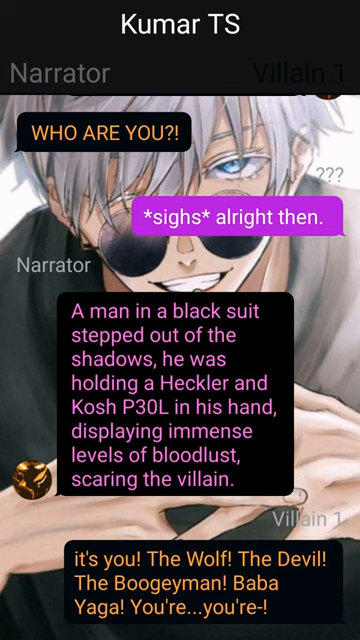 Kumar TS
Narrator
Villain 1
WHO ARE YOU?!
???
*sighs* alright then.
Narrator
A man in a black suit
stepped out of the
shadows, he was
holding a Heckler and
Kosh P30L in his hand,
displaying immense
levels of bloodlust,
scaring the villain.
Villain 1
it's you! The Wolf! The Devil!
The Boogeyman! Baba
Yaga! You're...you're-!